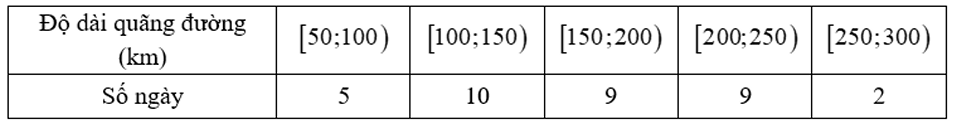 Độ dài quãng đường (km) [50;100) [100;150) [150;200) [200;250) [250;300)
Số ngày 5 10 9 9 2